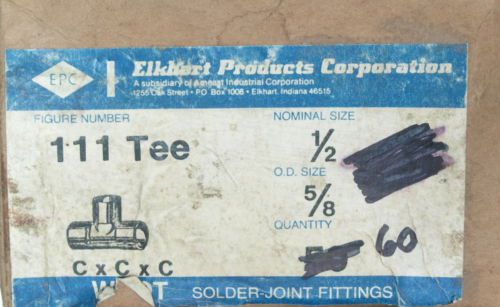 EPC
Elkhart Products Corporation
A subsidiary of Amcast Industrial Corporation
1255 Oak Street • PO Box 1008 • Elkhart, Indiana 46515
FIGURE NUMBER
111 Tee
NOMINAL SIZE
1/2
O.D. SIZE
5/8
QUANTITY
60
C x C x C
SOLDER-JOINT FITTINGS